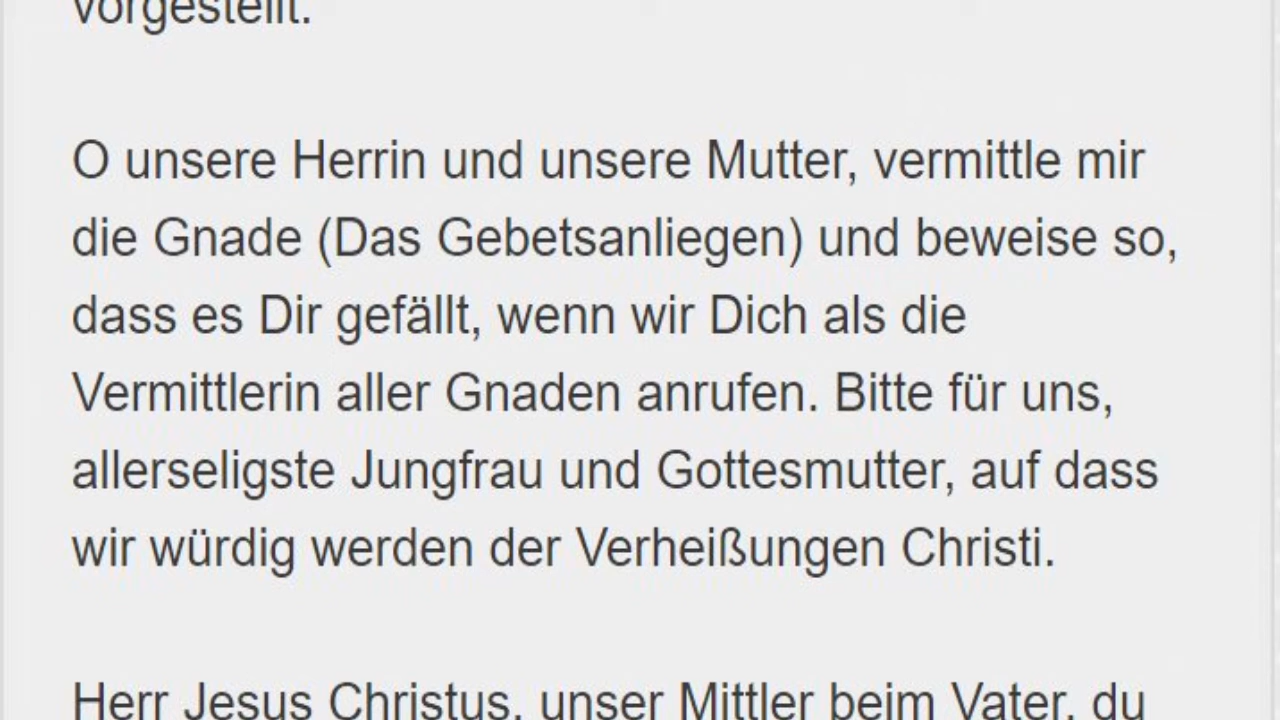 vorgestellt.
O unsere Herrin und unsere Mutter, vermittle mir
die Gnade (Das Gebetsanliegen) und beweise so,
dass es Dir gefällt, wenn wir Dich als die
Vermittlerin aller Gnaden anrufen. Bitte für uns,
allerseligste Jungfrau und Gottesmutter, auf dass
wir würdig werden der Verheißungen Christi.
Herr Jesus Christus, unser Mittler beim Vater, du